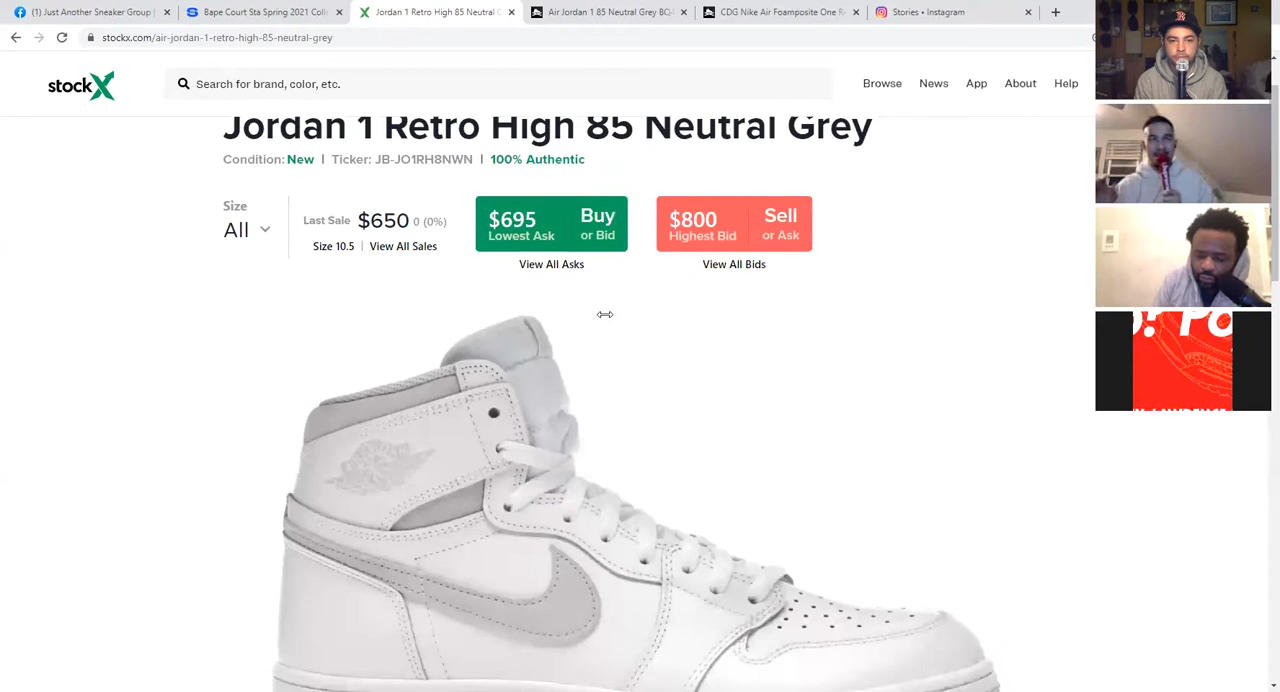 (1) Just Another Sneaker Group |
Bape Court Sta Spring 2021 Colle
Jordan 1 Retro High 85 Neutral G
Air Jordan 1 85 Neutral Grey BQ4
CDG Nike Air Foamposite One R
Stories • Instagram
stockx.com/air-jordan-1-retro-high-85-neutral-grey
stockX
Search for brand, color, etc.
Browse News App About Help
Jordan 1 Retro High 85 Neutral Grey
Condition: New | Ticker: JB-JO1RH8NWN | 100% Authentic
Size
All
Last Sale $650 0 (0%)
Size 10.5 | View All Sales
$695 Buy
Lowest Ask or Bid
View All Asks
$800 Sell
Highest Bid or Ask
View All Bids